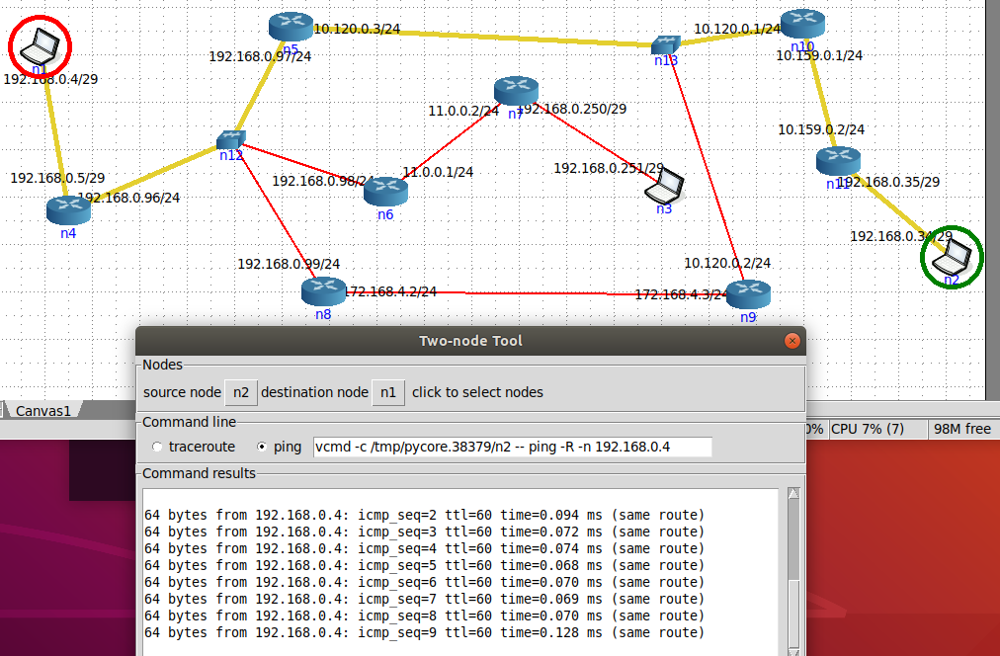 10.120.0.3/24
10.120.0.1/24
n5
n10
192.168.0.97/24
n13
10.159.0.1/24
n1
192.168.0.4/29
11.0.0.2/24
192.168.0.250/29
n7
10.159.0.2/24
n12
192.168.0.5/29
192.168.0.98/24
11.0.0.1/24
192.168.0.251/29
n11
192.168.0.35/29
192.168.0.96/24
n6
n3
n4
192.168.0.34/29
192.168.0.99/24
10.120.0.2/24
n2
172.168.4.2/24
172.168.4.3/24
n8
n9
Two-node Tool
Nodes
source node n2 destination node n1 click to select nodes
Canvas1
Command line
0% CPU 7% (7) 98M free
traceroute ping vcmd -c /tmp/pycore.38379/n2 -- ping -R -n 192.168.0.4
Command results
64 bytes from 192.168.0.4: icmp_seq=2 ttl=60 time=0.094 ms (same route)
64 bytes from 192.168.0.4: icmp_seq=3 ttl=60 time=0.072 ms (same route)
64 bytes from 192.168.0.4: icmp_seq=4 ttl=60 time=0.074 ms (same route)
64 bytes from 192.168.0.4: icmp_seq=5 ttl=60 time=0.068 ms (same route)
64 bytes from 192.168.0.4: icmp_seq=6 ttl=60 time=0.070 ms (same route)
64 bytes from 192.168.0.4: icmp_seq=7 ttl=60 time=0.069 ms (same route)
64 bytes from 192.168.0.4: icmp_seq=8 ttl=60 time=0.070 ms (same route)
64 bytes from 192.168.0.4: icmp_seq=9 ttl=60 time=0.128 ms (same route)